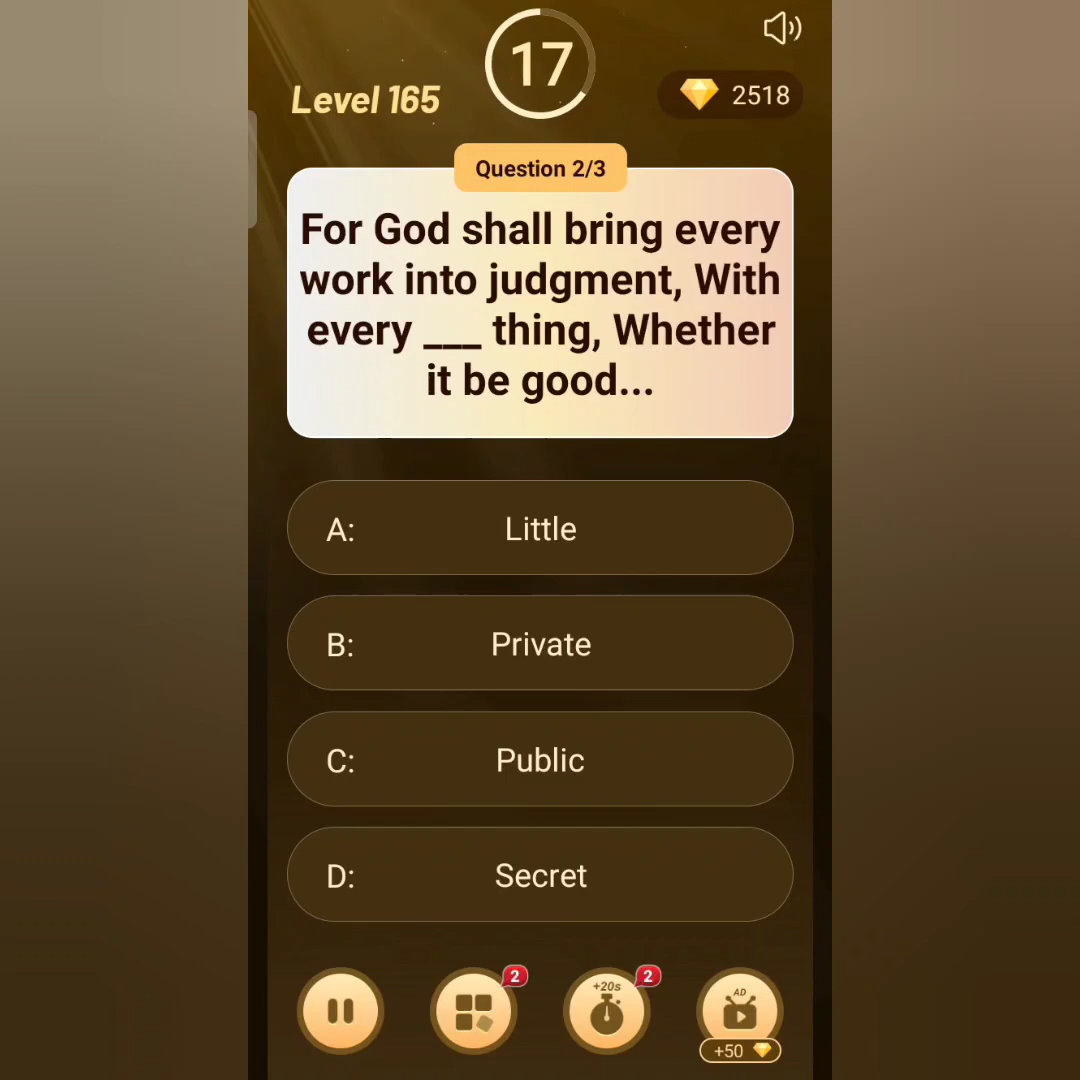 17
Level 165
2518
Question 2/3
For God shall bring every
work into judgment, With
every ___ thing, Whether
it be good...
A: Little
B: Private
C: Public
D: Secret
2
+20s
2
AD
+50